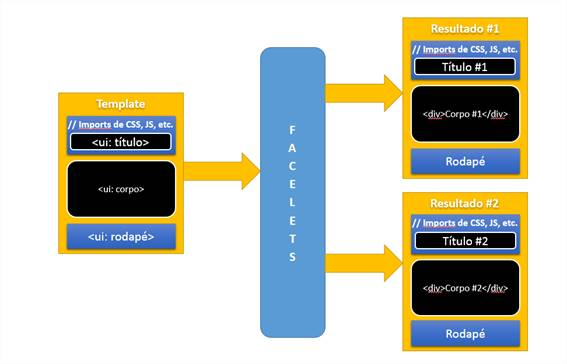 Template
// Imports de CSS, JS, etc.
<ui: título>
<ui: corpo>
<ui: rodapé>
FACELETS
Resultado #1
// Imports de CSS, JS, etc.
Título #1
<div>Corpo #1</div>
Rodapé
Resultado #2
// Imports de CSS, JS, etc.
Título #2
<div>Corpo #2</div>
Rodapé